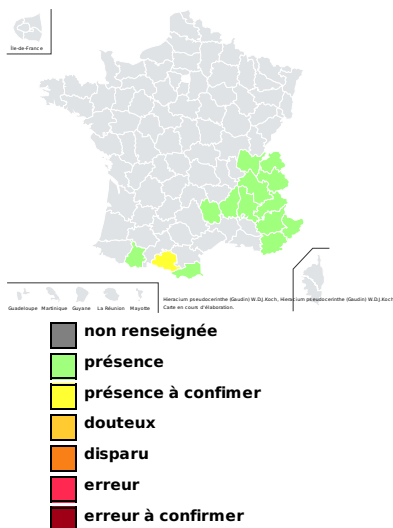 Île-de-France
Guadeloupe Martinique Guyane La Réunion Mayotte
Hieracium pseudocerinthe (Gaudin) W.D.J.Koch, Hieracium pseudocerinthe (Gaudin) W.D.J.Koch
Carte en cours d'élaboration.
non renseignée
présence
présence à confimer
douteux
disparu
erreur
erreur à confirmer